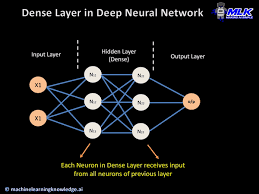 Dense Layer in Deep Neural Network
MLK
Input Layer
Hidden Layer
(Dense)
Output Layer
X1
X1
o/p
Each Neuron in Dense Layer receives input
from all neurons of previous layer
© machinelearningknowledge.ai